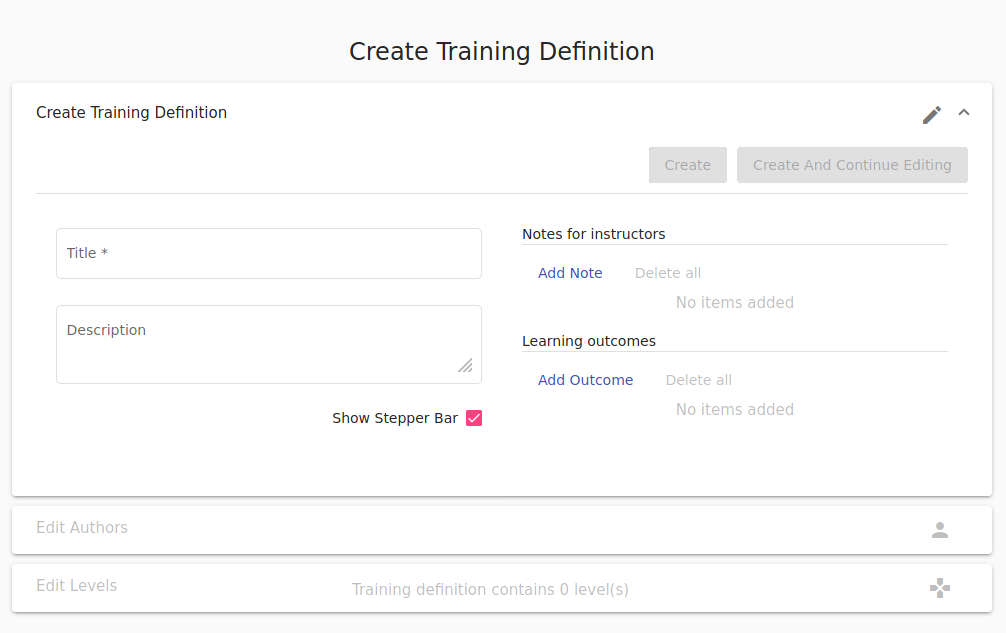 Create Training Definition
Create Training Definition
Create
Create And Continue Editing
Title *
Description
Show Stepper Bar
Notes for instructors
Add Note
Delete all
No items added
Learning outcomes
Add Outcome
Delete all
No items added
Edit Authors
Edit Levels
Training definition contains 0 level(s)